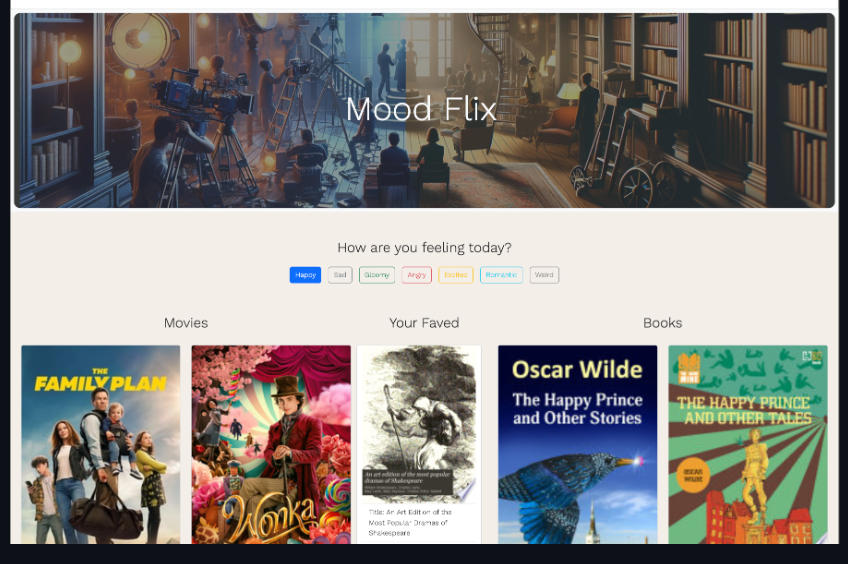 Mood Flix
How are you feeling today?
Happy
Sad
Gloomy
Angry
Excited
Romantic
Weird
Movies
Your Faved
Books
THE
FAMILY PLAN
Wonka
An art edition of the most popular
dramas of Shakespeare
Title: An Art Edition of the
Most Popular Dramas of
Shakespeare
Oscar Wilde
The Happy Prince
and Other Stories
THE HAPPY PRINCE
AND OTHER TALES
OSCAR
WILDE